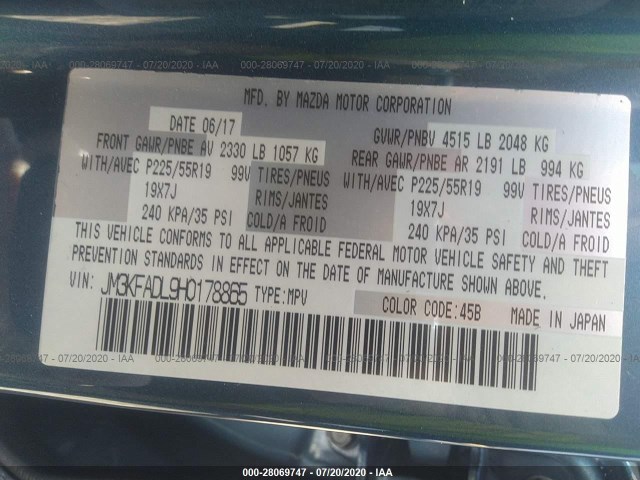 000-28069747 - 07/20/2020 - IAA
MFD. BY MAZDA MOTOR CORPORATION
DATE 06/17
GVWR/PNBV 4515 LB 2048 KG
FRONT GAWR/PNBE AV 2330 LB 1057 KG
REAR GAWR/PNBE AR 2191 LB 994 KG
WITH/AVEC P225/55R19 99V TIRES/PNEUS
WITH/AVEC P225/55R19 99V TIRES/PNEUS
19X7J RIMS/JANTES
19X7J RIMS/JANTES
240 KPA/35 PSI COLD/A FROID
240 KPA/35 PSI COLD/A FROID
THIS VEHICLE CONFORMS TO ALL APPLICABLE FEDERAL MOTOR VEHICLE SAFETY AND THEFT
PREVENTION STANDARDS IN EFFECT ON THE DATE OF MANUFACTURE SHOWN ABOVE.
VIN: JM3KFADL9H0178865 TYPE:MPV
COLOR CODE:45B MADE IN JAPAN
000-28069747 - 07/20/2020 - IAA